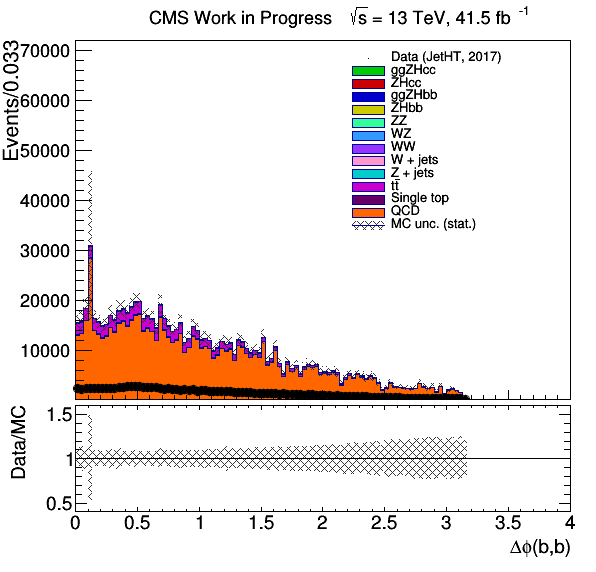 CMS Work in Progress √s = 13 TeV, 41.5 fb⁻¹
Events/0.033
70000
60000
50000
40000
30000
20000
10000
Data (JetHT, 2017)
ggZHcc
ZHcc
ggZHbb
ZHbb
ZZ
WZ
WW
W + jets
Z + jets
tt̄
Single top
QCD
MC unc. (stat.)
Data/MC
1.5
1
0.5
0 0.5 1 1.5 2 2.5 3 3.5 4
Δϕ(b,b)